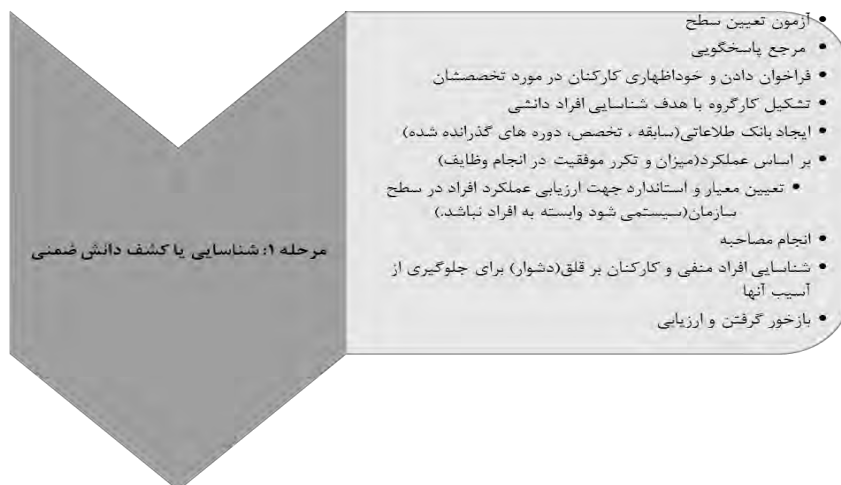 • آزمون تعیین سطح
• مرجع پاسخگویی
• فراخوان دادن و خوداظهاری کارکنان در مورد تخصصشان
• تشکیل کارگروه با هدف شناسایی افراد دانشی
• ایجاد بانک طلاعاتی(سابقه ، تخصص، دوره های گذرانده شده)
• بر اساس عملکرد(میزان و تکرر موفقیت در انجام وظایف)
• تعیین معیار و استاندارد جهت ارزیابی عملکرد افراد در سطح
سازمان(سیستمی شود وابسته به افراد نباشد.)
• انجام مصاحبه
• شناسایی افراد منفی و کارکنان بر قلق(دشوار) برای جلوگیری از
آسیب آنها
• بازخور گرفتن و ارزیابی
مرحله ۱: شناسایی یا کشف دانش ضمنی